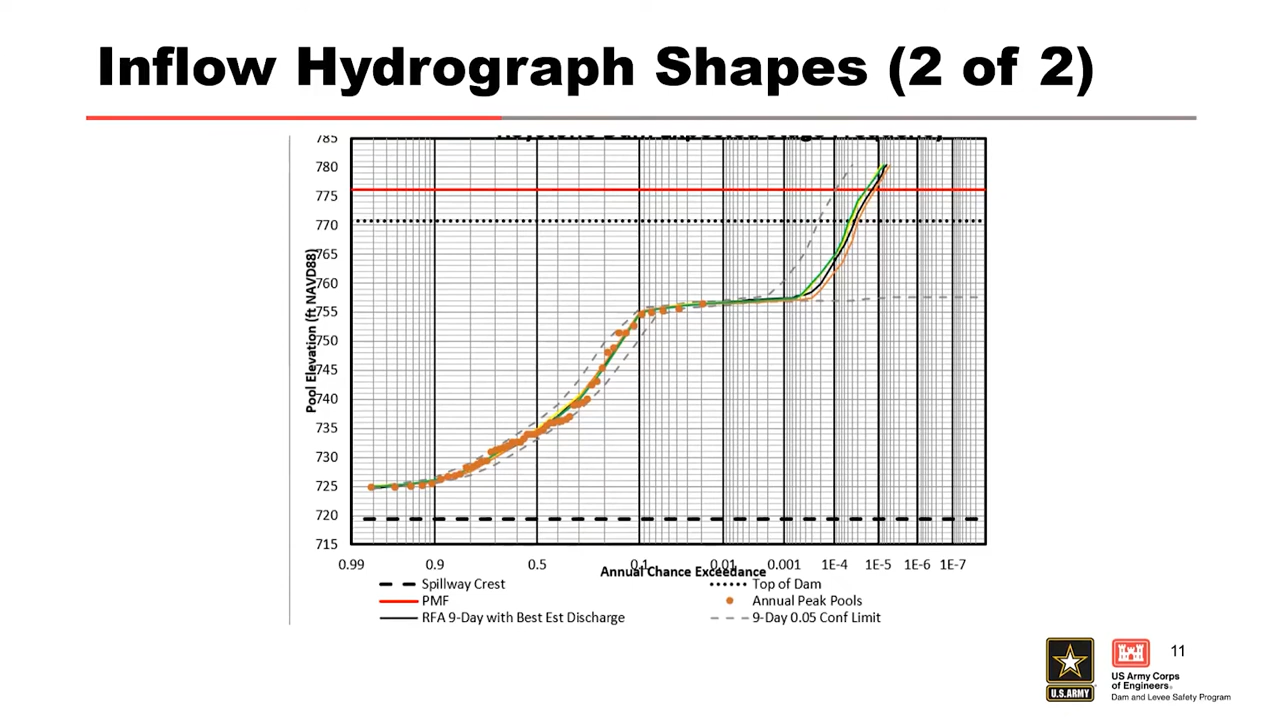 Inflow Hydrograph Shapes (2 of 2)
785
780
775
770
765
760
755
750
745
740
735
730
725
720
715
Pool Elevation (ft NAVD88)
0.99 0.9 0.5 0.1 0.01 0.001 1E-4 1E-5 1E-6 1E-7
Annual Chance Exceedance
Spillway Crest Top of Dam
PMF Annual Peak Pools
RFA 9-Day with Best Est Discharge 9-Day 0.05 Conf Limit
11
U.S.ARMY
US Army Corps
of Engineers®
Dam and Levee Safety Program